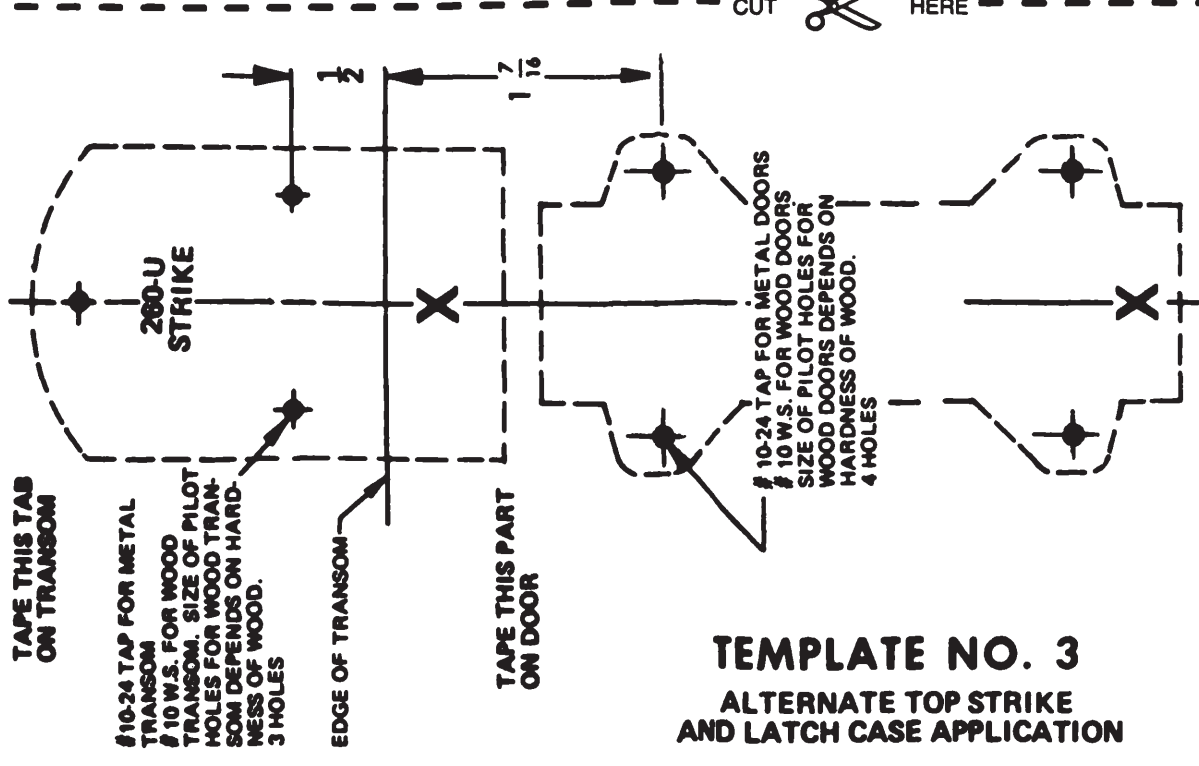 CUT HERE
1/2
1 7/16
260-U
STRIKE
X
X
TAPE THIS TAB
ON TRANSOM
#10-24 TAP FOR METAL
TRANSOM
#10 W.S. FOR WOOD
TRANSOM. SIZE OF PILOT
HOLES FOR WOOD TRAN-
SOM DEPENDS ON HARD-
NESS OF WOOD.
3 HOLES
EDGE OF TRANSOM
TAPE THIS PART
ON DOOR
# 10-24 TAP FOR METAL DOORS
# 10 W.S. FOR WOOD DOORS
SIZE OF PILOT HOLES FOR
WOOD DOORS DEPENDS ON
HARDNESS OF WOOD.
4 HOLES
TEMPLATE NO. 3
ALTERNATE TOP STRIKE
AND LATCH CASE APPLICATION